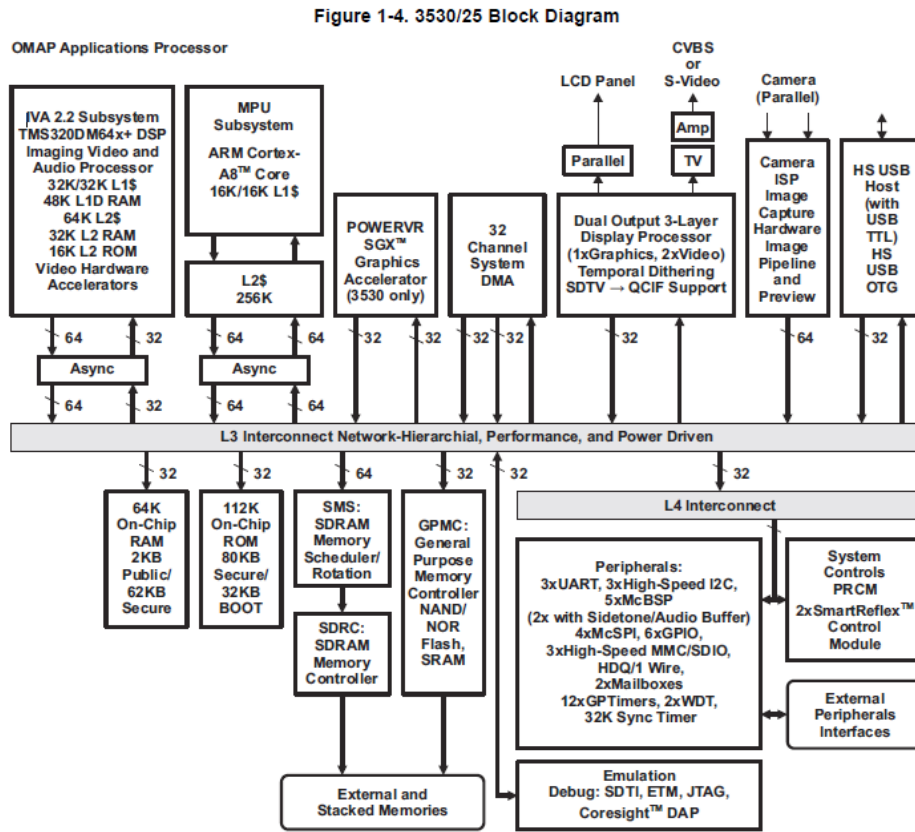 Figure 1-4. 3530/25 Block Diagram
OMAP Applications Processor
CVBS
or
S-Video
LCD Panel
Camera
(Parallel)
Amp
Parallel
TV
IVA 2.2 Subsystem
TMS320DM64x+ DSP
Imaging Video and
Audio Processor
32K/32K L1$
48K L1D RAM
64K L2$
32K L2 RAM
16K L2 ROM
Video Hardware
Accelerators
MPU
Subsystem
ARM Cortex-
A8™ Core
16K/16K L1$
64
64
L2$
256K
POWERVR
SGX™
Graphics
Accelerator
(3530 only)
32
Channel
System
DMA
Dual Output 3-Layer
Display Processor
(1xGraphics, 2xVideo)
Temporal Dithering
SDTV → QCIF Support
Camera
ISP
Image
Capture
Hardware
Image
Pipeline
and
Preview
HS USB
Host
(with
USB
TTL)
HS
USB
OTG
64
32
64
64
32
32
32
32
32
64
32
Async
Async
64
32
64
64
L3 Interconnect Network-Hierarchial, Performance, and Power Driven
32
32
64
32
32
32
64K
On-Chip
RAM
2KB
Public/
62KB
Secure
112K
On-Chip
ROM
80KB
Secure/
32KB
BOOT
SMS:
SDRAM
Memory
Scheduler/
Rotation
SDRC:
SDRAM
Memory
Controller
GPMC:
General
Purpose
Memory
Controller
NAND/
NOR
Flash,
SRAM
L4 Interconnect
Peripherals:
3xUART, 3xHigh-Speed I2C,
5xMcBSP
(2x with Sidetone/Audio Buffer)
4xMcSPI, 6xGPIO,
3xHigh-Speed MMC/SDIO,
HDQ/1 Wire,
2xMailboxes
12xGPTimers, 2xWDT,
32K Sync Timer
System
Controls
PRCM
2xSmartReflex™
Control
Module
External
Peripherals
Interfaces
External and
Stacked Memories
Emulation
Debug: SDTI, ETM, JTAG,
Coresight™ DAP